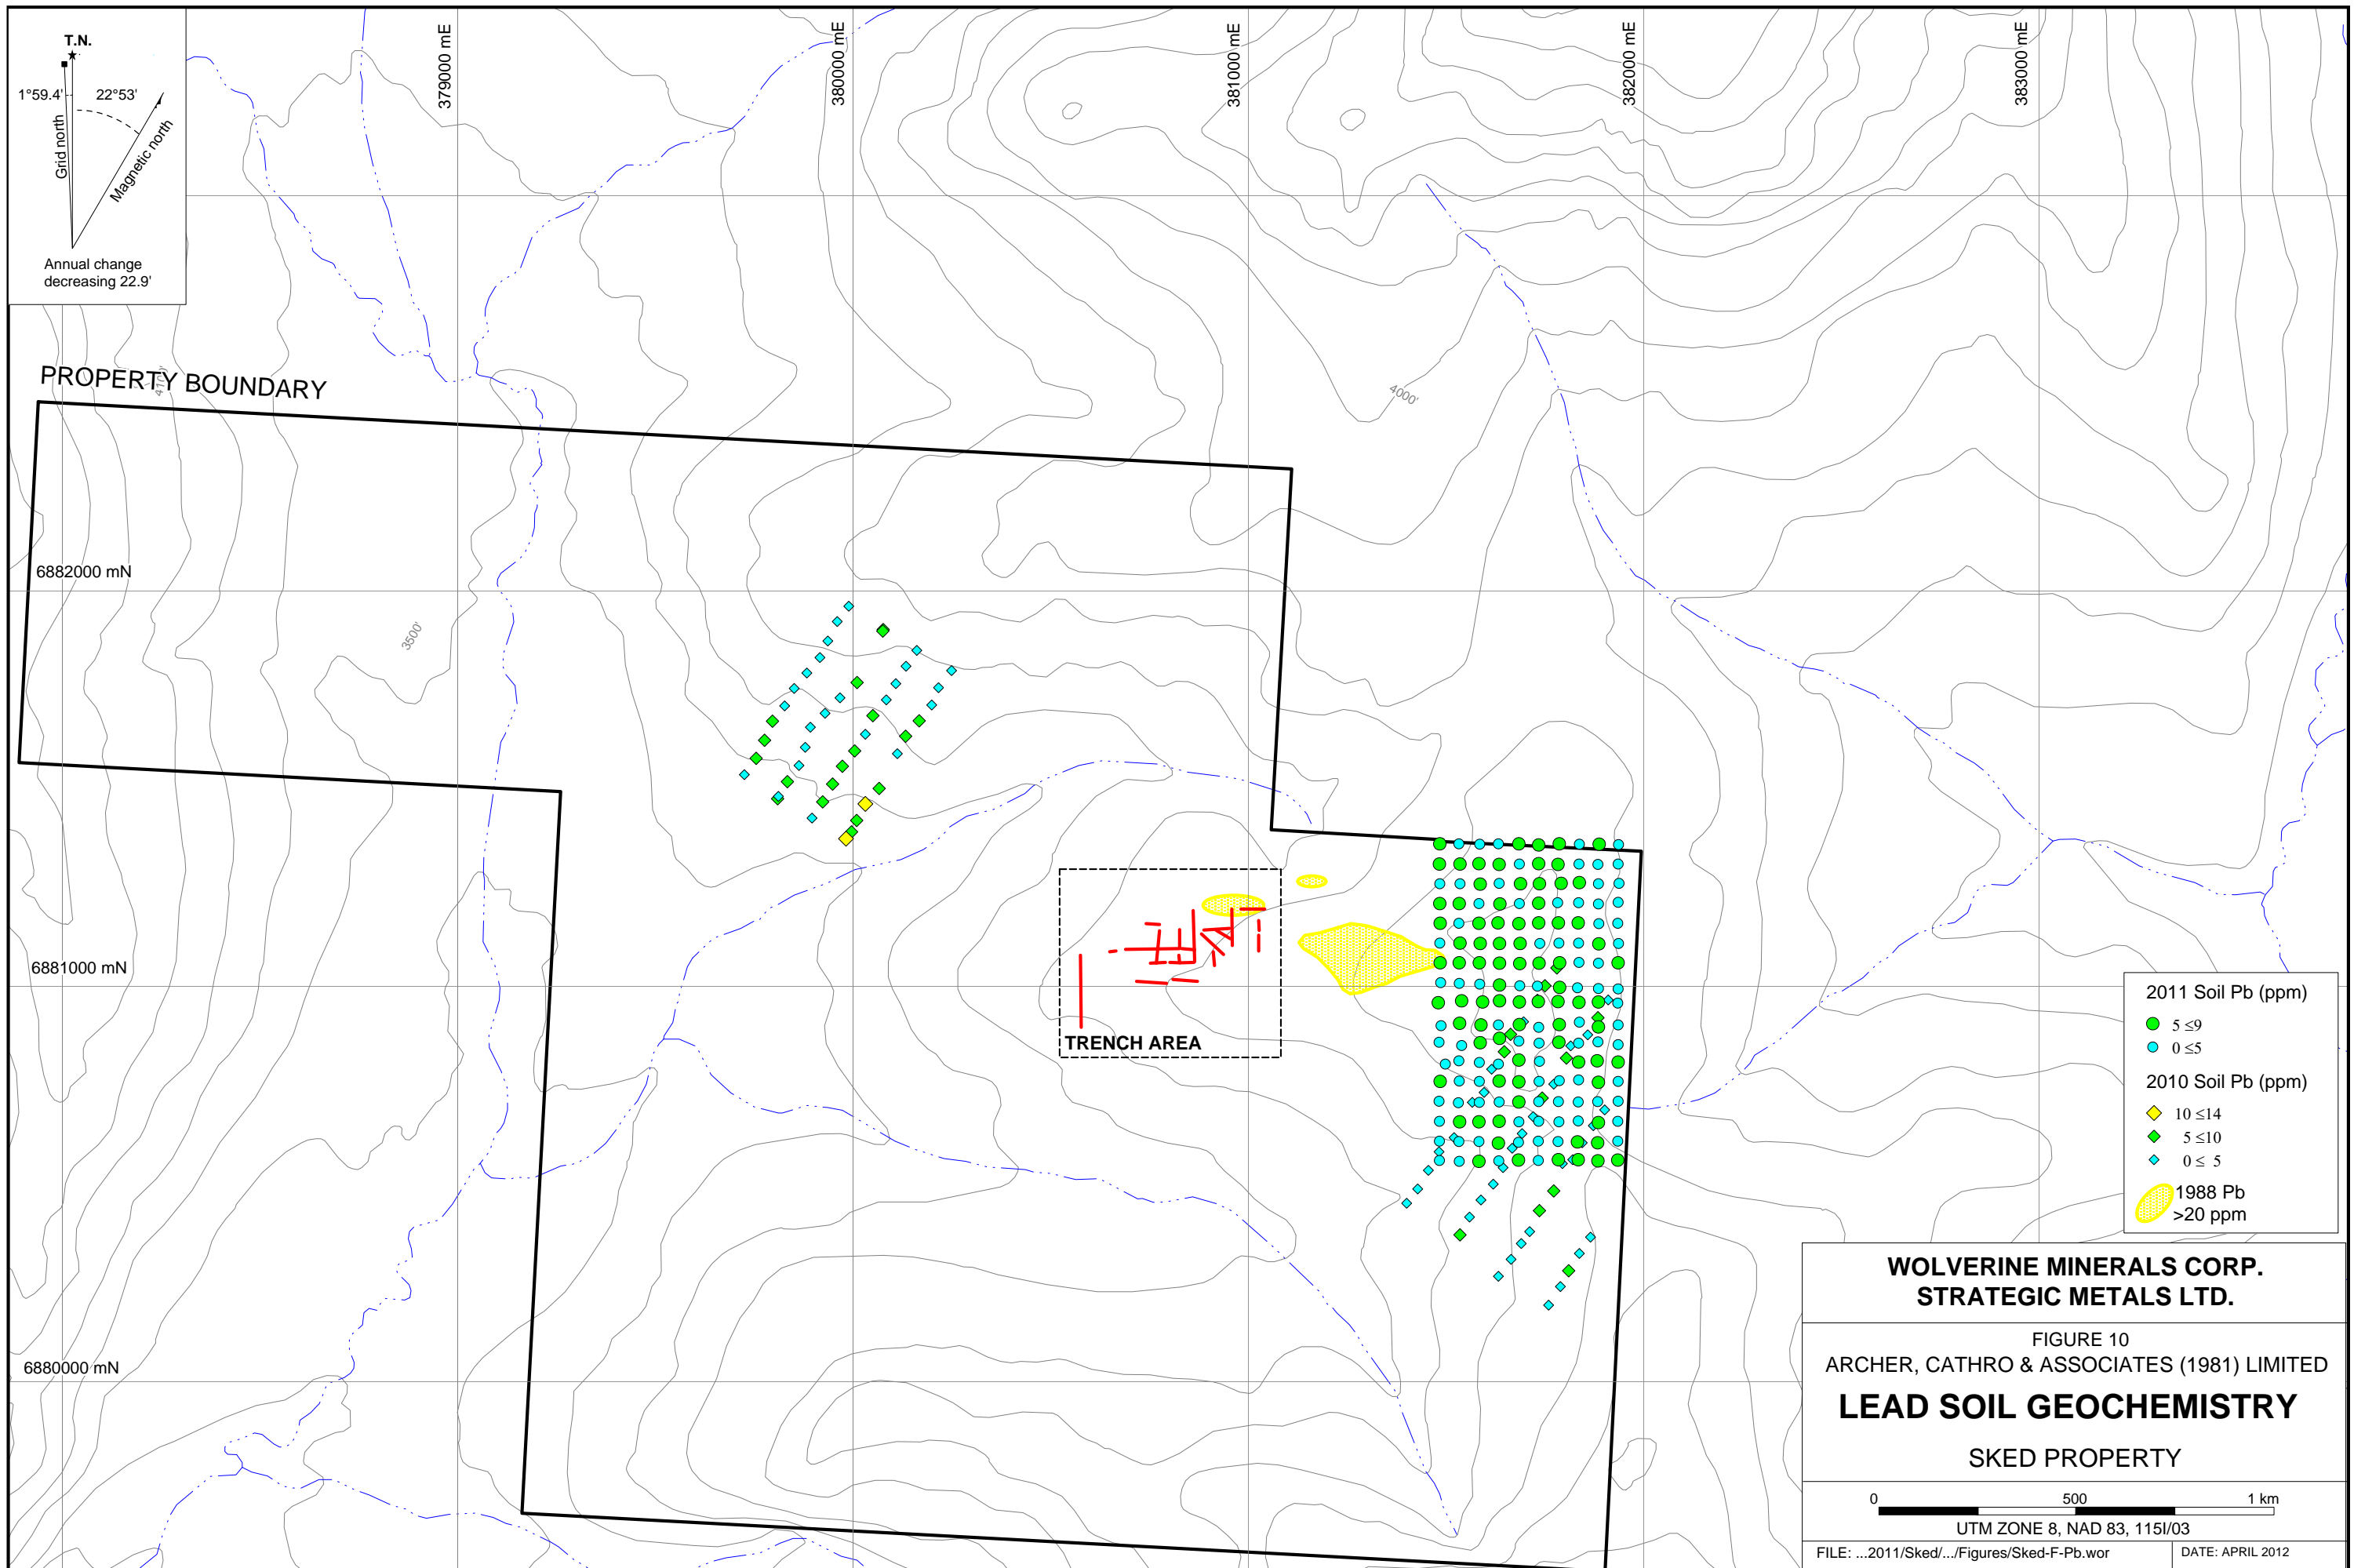 T.N.
1°59.4'
22°53'
Grid north
Magnetic north
Annual change
decreasing 22.9'
379000 mE
380000 mE
381000 mE
382000 mE
383000 mE
PROPERTY BOUNDARY
4100'
4000'
6882000 mN
3500'
6881000 mN
TRENCH AREA
6880000 mN
2011 Soil Pb (ppm)
5 ≤9
0 ≤5
2010 Soil Pb (ppm)
10 ≤14
5 ≤10
0 ≤ 5
1988 Pb
>20 ppm
WOLVERINE MINERALS CORP.
STRATEGIC METALS LTD.
FIGURE 10
ARCHER, CATHRO & ASSOCIATES (1981) LIMITED
LEAD SOIL GEOCHEMISTRY
SKED PROPERTY
0 500 1 km
UTM ZONE 8, NAD 83, 115I/03
FILE: ...2011/Sked/.../Figures/Sked-F-Pb.wor
DATE: APRIL 2012